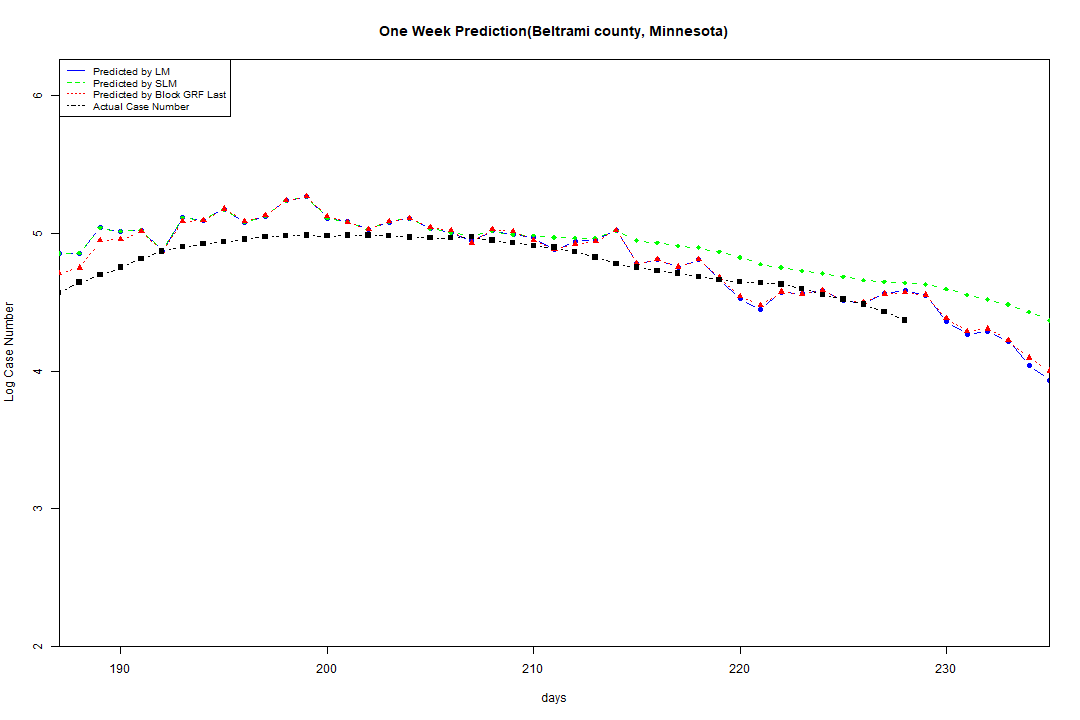 One Week Prediction(Beltrami county, Minnesota)
Predicted by LM
Predicted by SLM
Predicted by Block GRF Last
Actual Case Number
6
5
4
3
2
Log Case Number
190 200 210 220 230
days